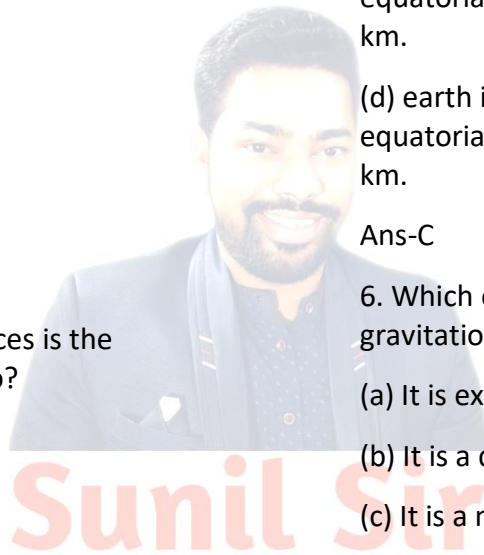 ces is the
?
equatoria
km.
(d) earth i
equatoria
km.
Ans-C
6. Which
gravitatio
(a) It is ex
(b) It is a
(c) It is a
Sunil Sir